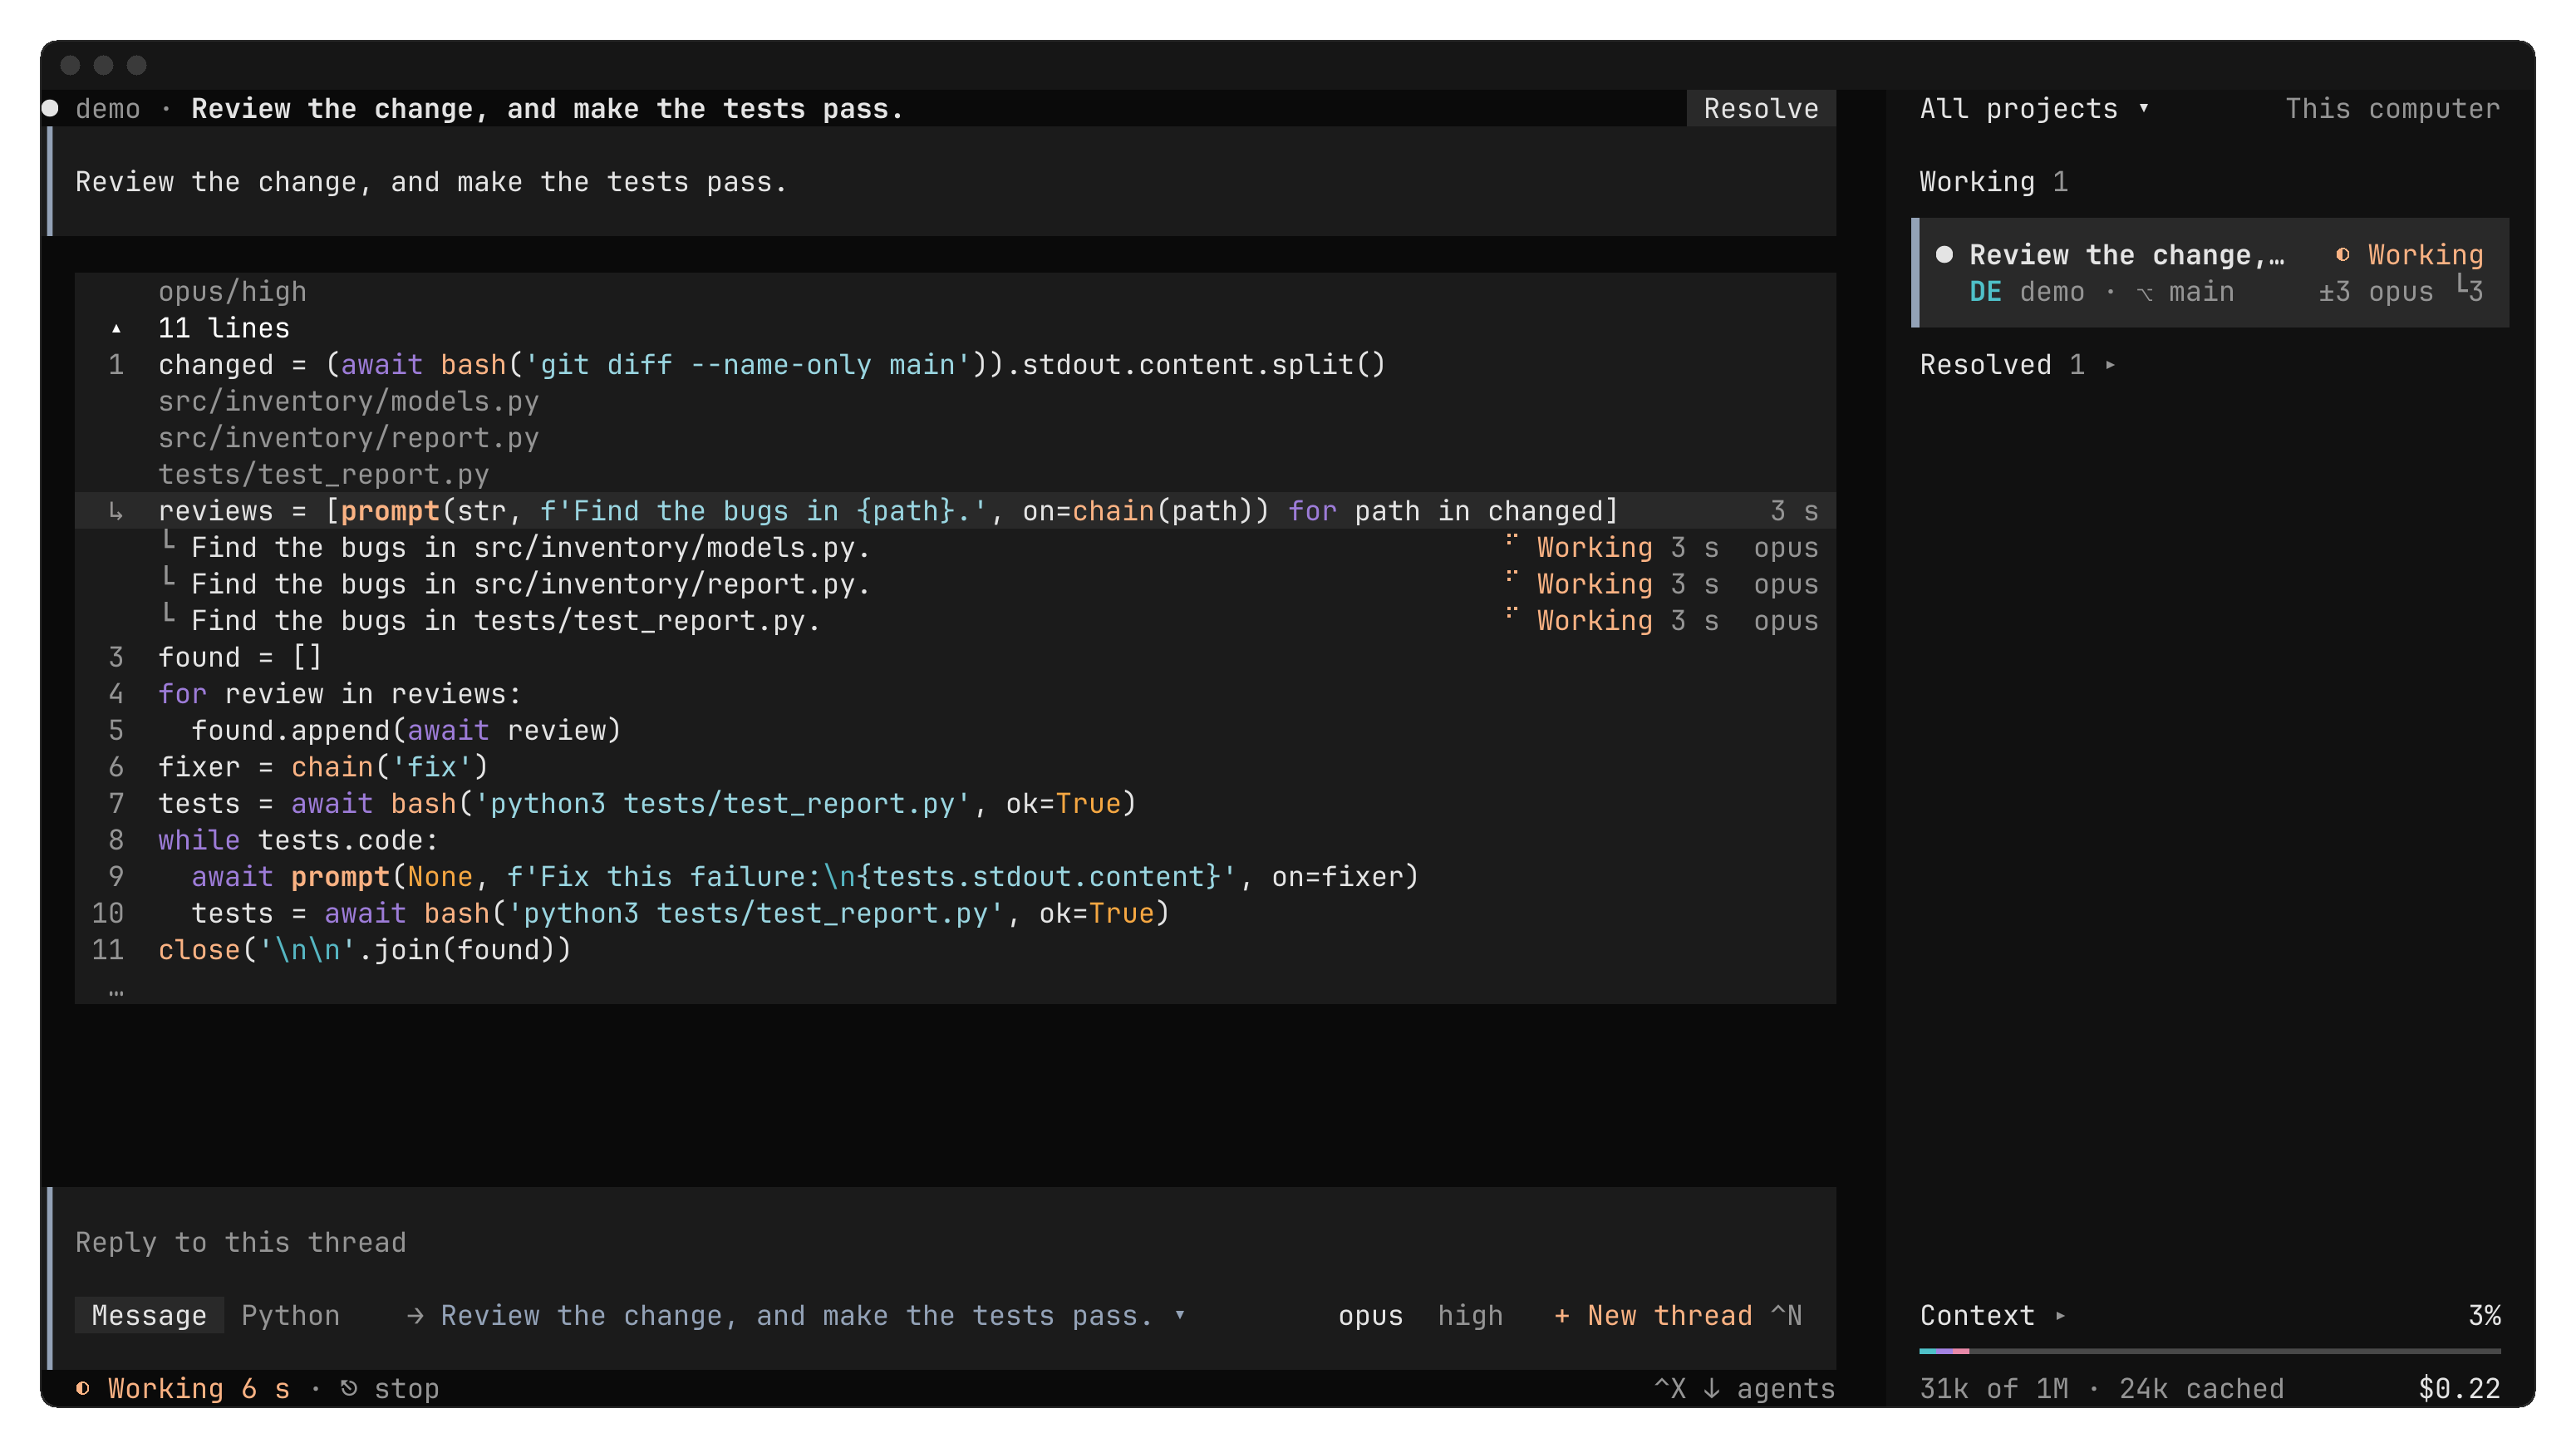 ● demo · Review the change, and make the tests pass. Resolve
Review the change, and make the tests pass.
opus/high
▴ 11 lines
1 changed = (await bash('git diff --name-only main')).stdout.content.split()
src/inventory/models.py
src/inventory/report.py
tests/test_report.py
↳ reviews = [prompt(str, f'Find the bugs in {path}.', on=chain(path)) for path in changed] 3 s
└ Find the bugs in src/inventory/models.py. ⠋ Working 3 s opus
└ Find the bugs in src/inventory/report.py. ⠋ Working 3 s opus
└ Find the bugs in tests/test_report.py. ⠋ Working 3 s opus
3 found = []
4 for review in reviews:
5 found.append(await review)
6 fixer = chain('fix')
7 tests = await bash('python3 tests/test_report.py', ok=True)
8 while tests.code:
9 await prompt(None, f'Fix this failure:\n{tests.stdout.content}', on=fixer)
10 tests = await bash('python3 tests/test_report.py', ok=True)
11 close('\n\n'.join(found))
…
Reply to this thread
Message Python → Review the change, and make the tests pass. ▾ opus high + New thread ^N
◐ Working 6 s · ⎋ stop ^X ↓ agents
All projects ▾ This computer
Working 1
● Review the change,… ◐ Working
DE demo · ⌥ main ±3 opus └3
Resolved 1 ▸
Context ▸ 3%
31k of 1M · 24k cached $0.22